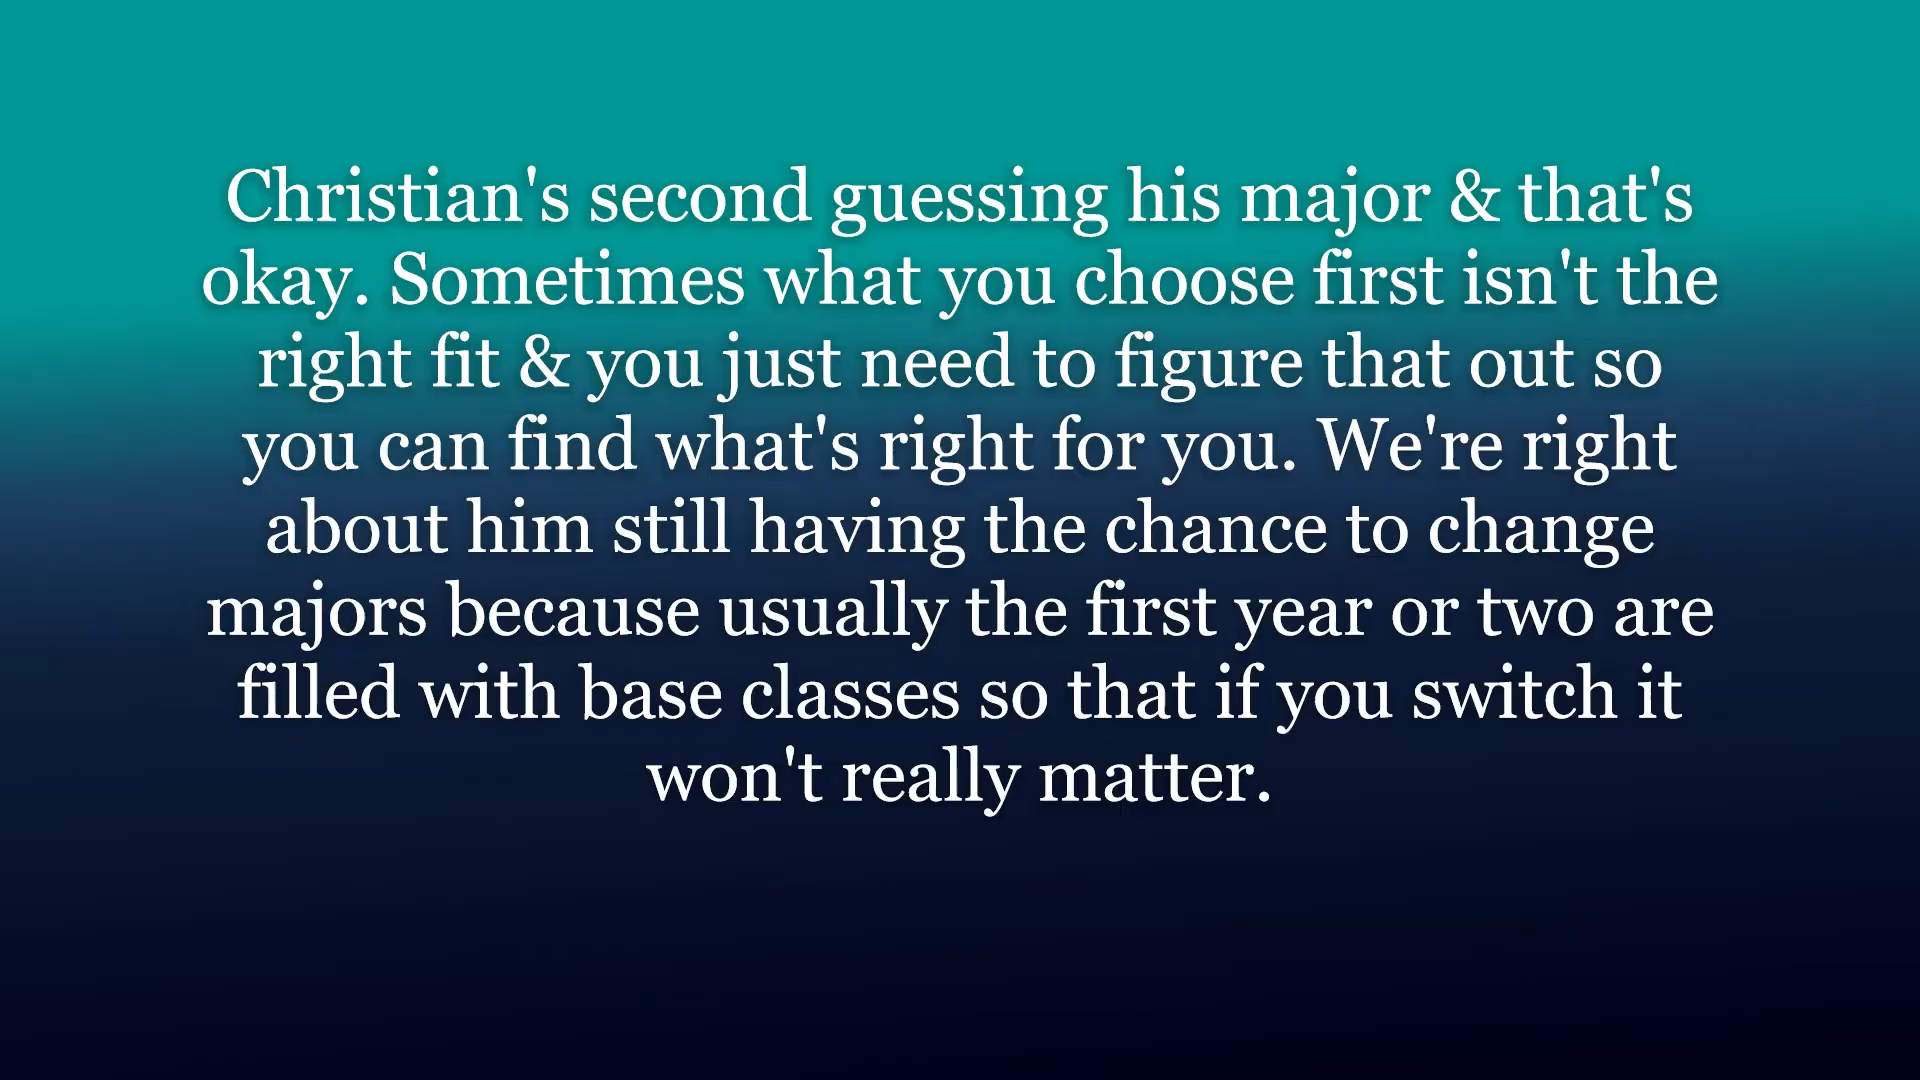 Christian's second guessing his major & that's
okay. Sometimes what you choose first isn't the
right fit & you just need to figure that out so
you can find what's right for you. We're right
about him still having the chance to change
majors because usually the first year or two are
filled with base classes so that if you switch it
won't really matter.